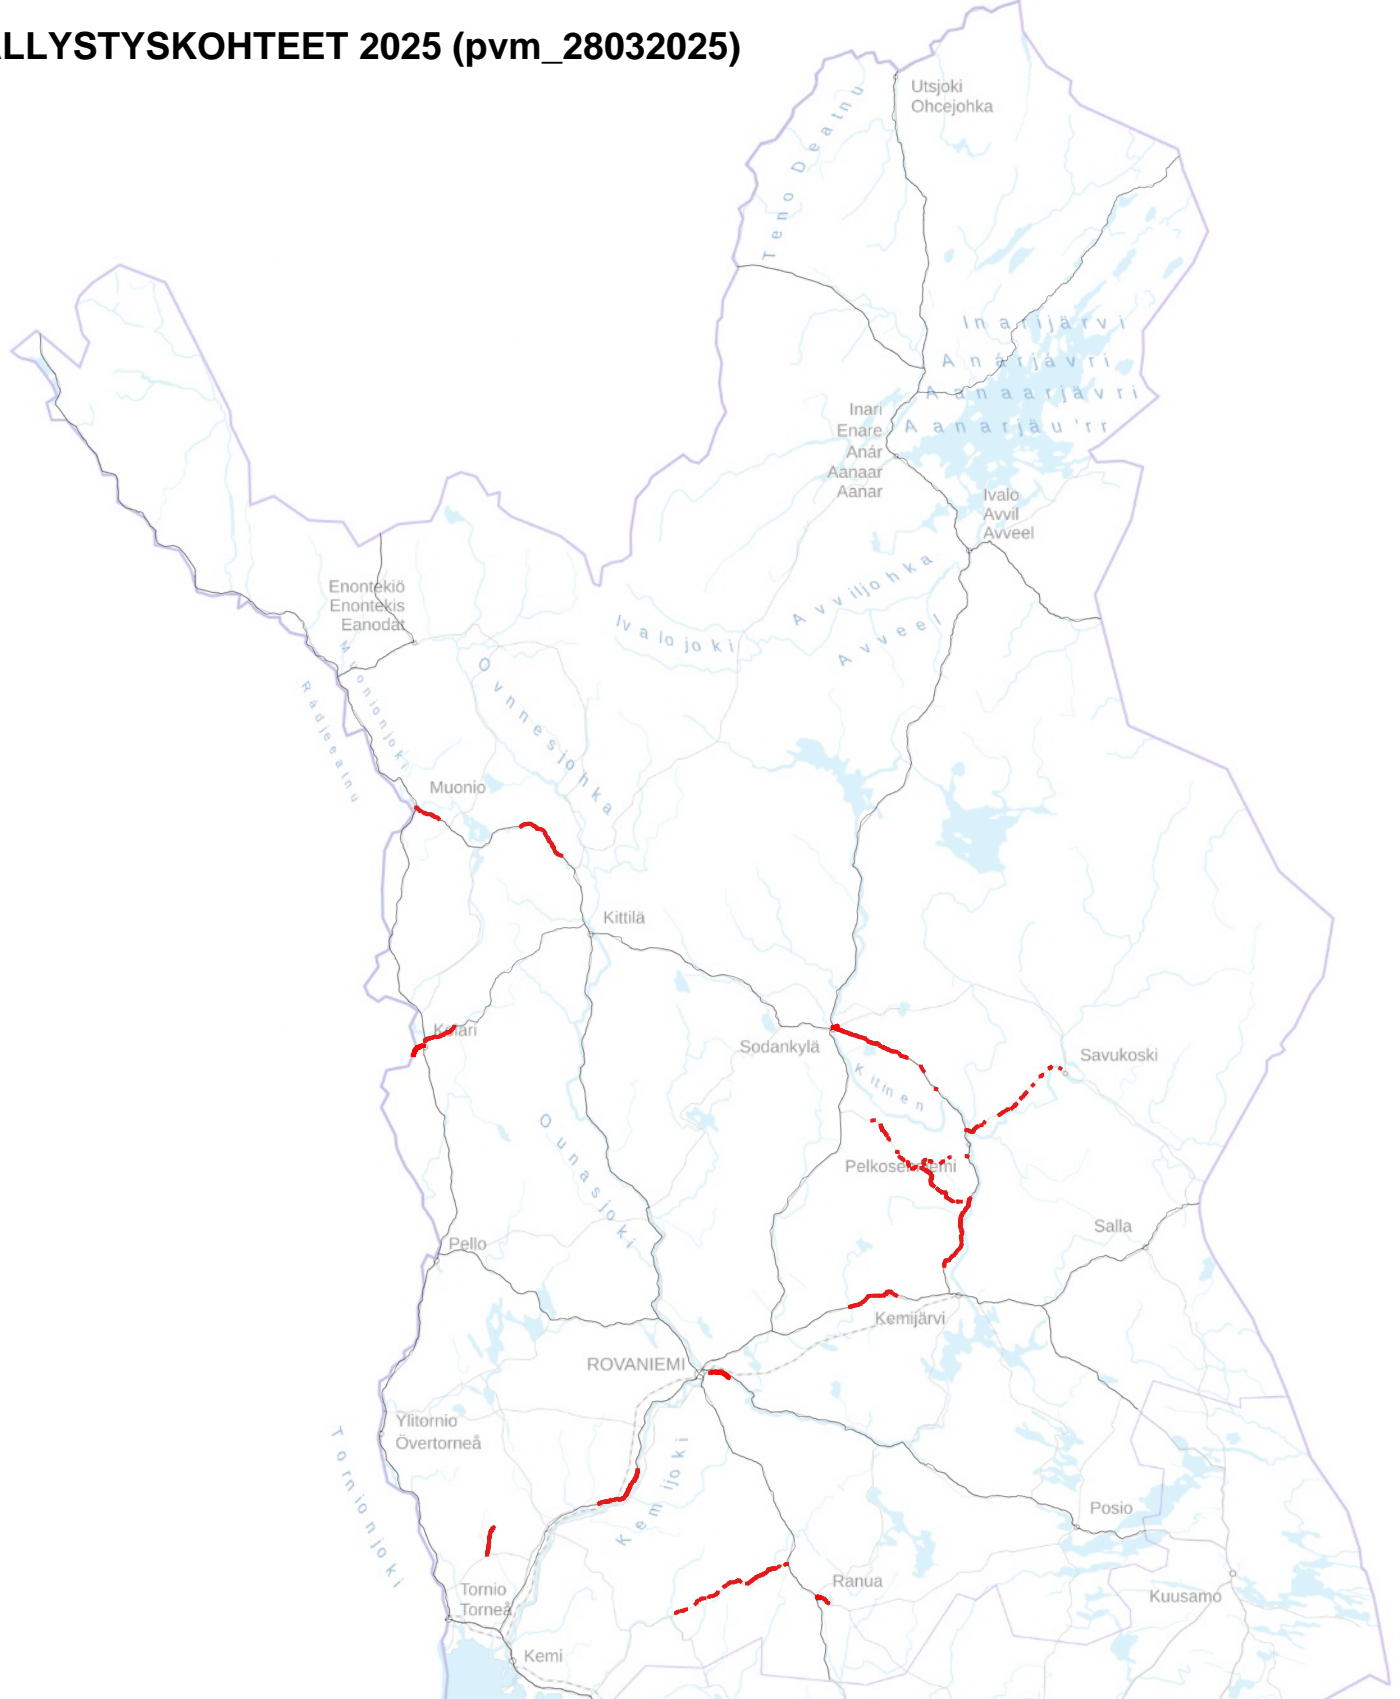 LLYSTYSKOHTEET 2025 (pvm_28032025)
Utsjoki
Ohcejohka
Teno Deatnu
Inarijärvi
Anárjávri
Aanaarjävri
Aanarjäu'rr
Inari
Enare
Anár
Aanaar
Aanar
Ivalo
Avvil
Avveel
Avviljohka
Avveel
Ivalojoki
Enontekiö
Enontekis
Eanodat
Muonionjoki
Rádjeeatnu
Ovnnesjohka
Muonio
Kittilä
Kolari
Sodankylä
Kitinen
Savukoski
Pelkosenniemi
Ounasjoki
Pello
Salla
Kemijärvi
ROVANIEMI
Ylitornio
Övertorneå
Tornionjoki
Kemijoki
Posio
Ranua
Kuusamo
Tornio
Torneå
Kemi